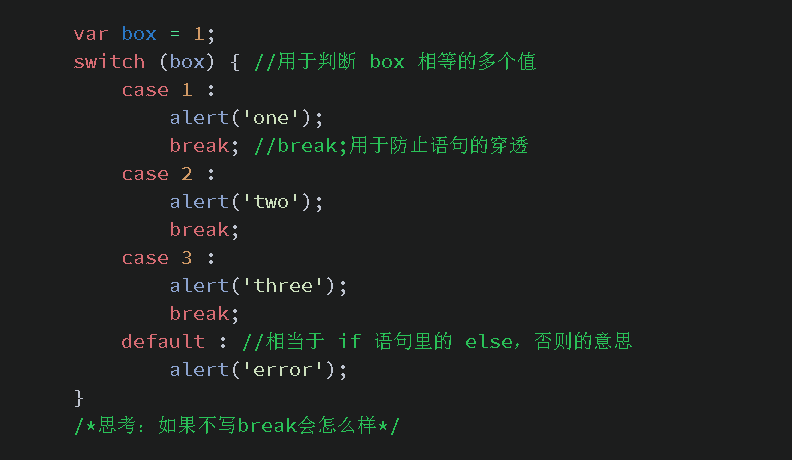 var box = 1;
switch (box) { //用于判断 box 相等的多个值
case 1 :
alert('one');
break; //break;用于防止语句的穿透
case 2 :
alert('two');
break;
case 3 :
alert('three');
break;
default : //相当于 if 语句里的 else，否则的意思
alert('error');
}
/*思考：如果不写break会怎么样*/